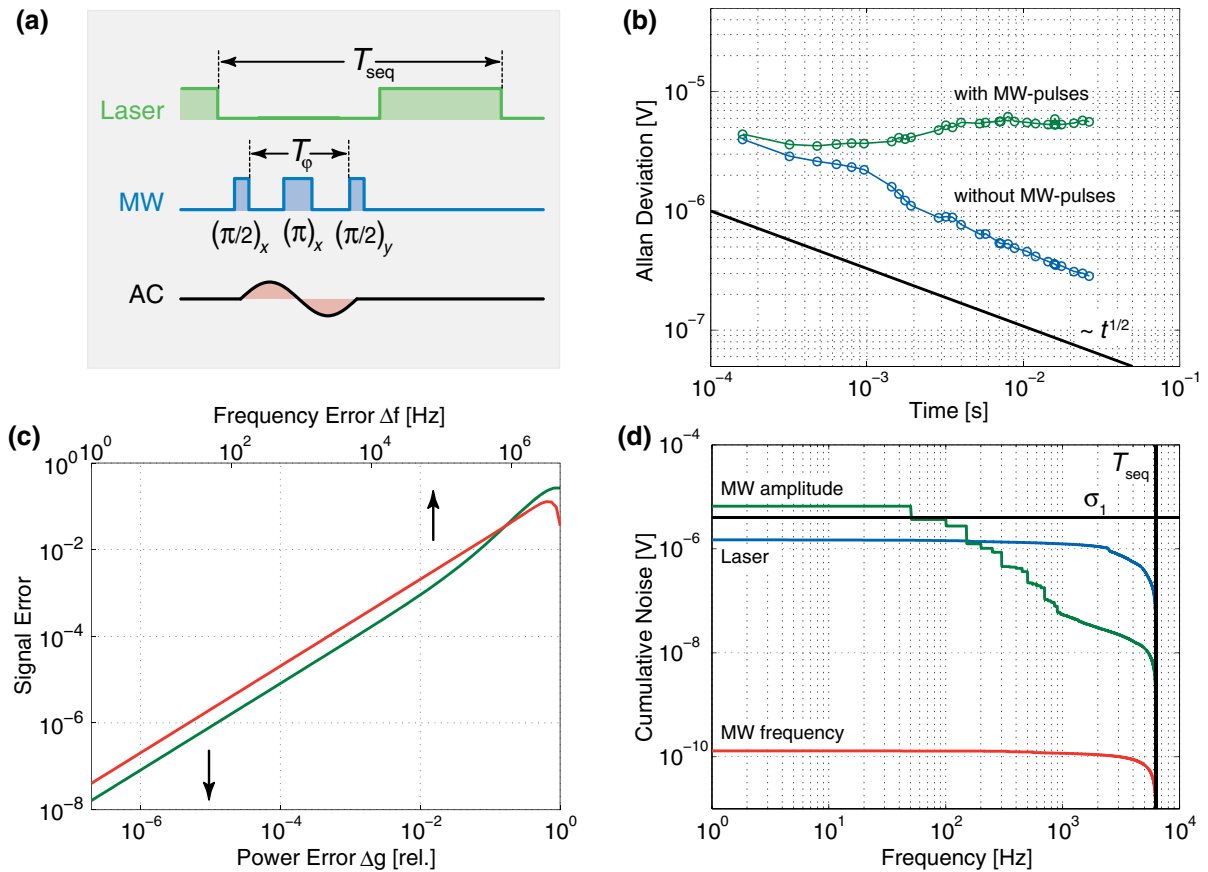 (a)
T_seq
Laser
T_φ
MW
(π/2)_x (π)_x (π/2)_y
AC
(b)
Allan Deviation [V]
10^-5
10^-6
10^-7
with MW-pulses
without MW-pulses
~ t^1/2
10^-4 10^-3 10^-2 10^-1
Time [s]
(c)
Frequency Error Δf [Hz]
10^0 10^2 10^4 10^6
Signal Error
10^0
10^-2
10^-4
10^-6
10^-8
10^-6 10^-4 10^-2 10^0
Power Error Δg [rel.]
(d)
Cumulative Noise [V]
10^-4
10^-6
10^-8
10^-10
T_seq
MW amplitude
σ_1
Laser
MW frequency
10^0 10^1 10^2 10^3 10^4
Frequency [Hz]